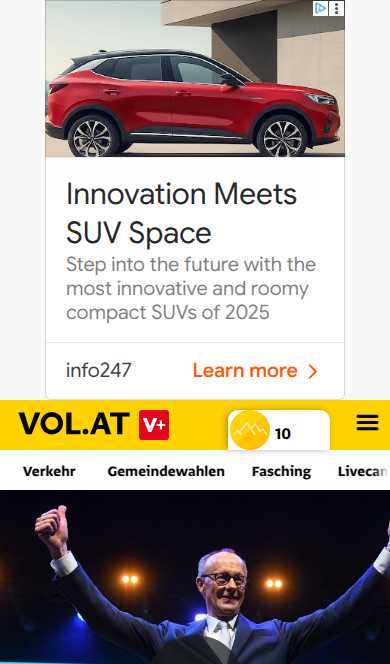 Innovation Meets
SUV Space
Step into the future with the
most innovative and roomy
compact SUVs of 2025
info247
Learn more
VOL.AT V+
10
Verkehr Gemeindewahlen Fasching Livecan